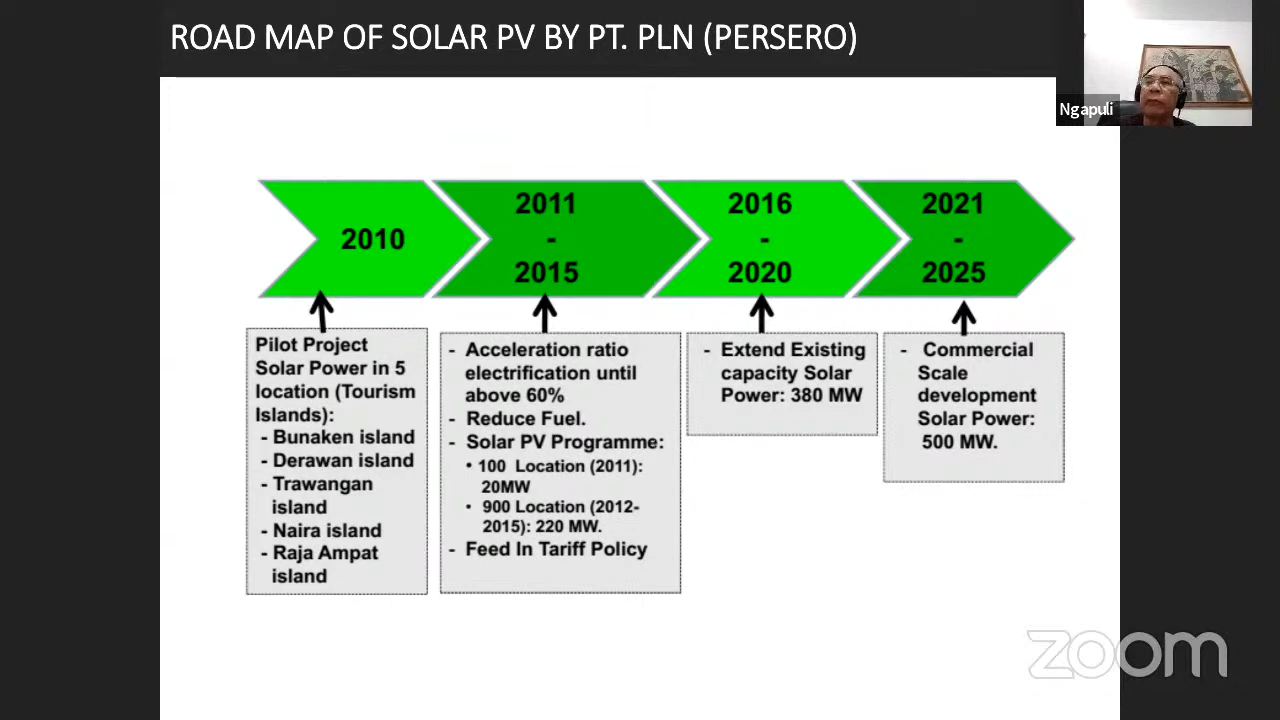 ROAD MAP OF SOLAR PV BY PT. PLN (PERSERO)
Ngapuli
2010
2011
-
2015
2016
-
2020
2021
-
2025
Pilot Project
Solar Power in 5
location (Tourism
Islands):
- Bunaken island
- Derawan island
- Trawangan
island
- Naira island
- Raja Ampat
island
- Acceleration ratio
electrification until
above 60%
- Reduce Fuel.
- Solar PV Programme:
• 100 Location (2011):
20MW
• 900 Location (2012-
2015): 220 MW.
- Feed In Tariff Policy
- Extend Existing
capacity Solar
Power: 380 MW
- Commercial
Scale
development
Solar Power:
500 MW.
zoom